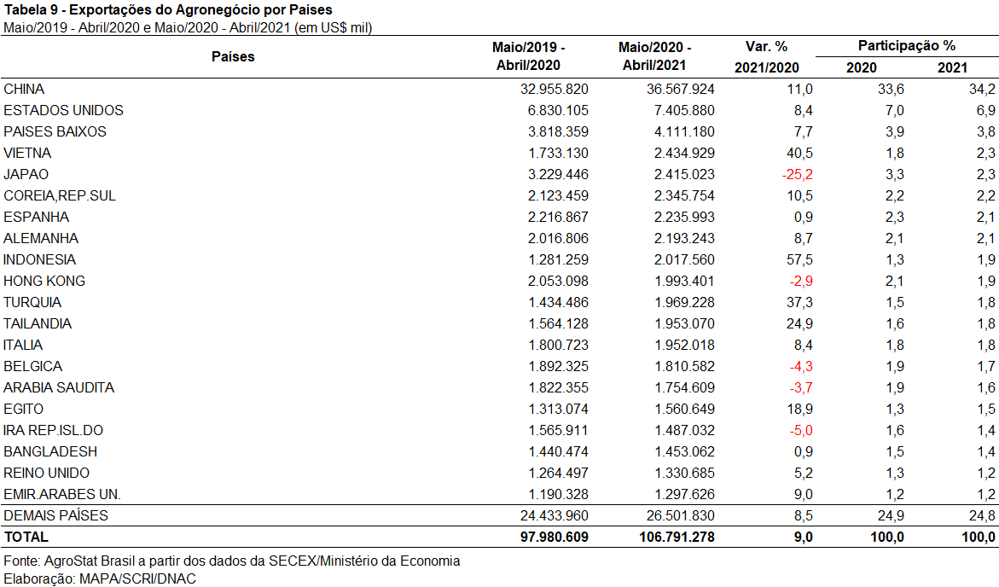 Tabela 9 - Exportações do Agronegócio por Países
Maio/2019 - Abril/2020 e Maio/2020 - Abril/2021 (em US$ mil)
Países Maio/2019 - Abril/2020 Maio/2020 - Abril/2021 Var. % 2021/2020 Participação % 2020 2021
CHINA 32.955.820 36.567.924 11,0 33,6 34,2
ESTADOS UNIDOS 6.830.105 7.405.880 8,4 7,0 6,9
PAISES BAIXOS 3.818.359 4.111.180 7,7 3,9 3,8
VIETNA 1.733.130 2.434.929 40,5 1,8 2,3
JAPAO 3.229.446 2.415.023 -25,2 3,3 2,3
COREIA,REP.SUL 2.123.459 2.345.754 10,5 2,2 2,2
ESPANHA 2.216.867 2.235.993 0,9 2,3 2,1
ALEMANHA 2.016.806 2.193.243 8,7 2,1 2,1
INDONESIA 1.281.259 2.017.560 57,5 1,3 1,9
HONG KONG 2.053.098 1.993.401 -2,9 2,1 1,9
TURQUIA 1.434.486 1.969.228 37,3 1,5 1,8
TAILANDIA 1.564.128 1.953.070 24,9 1,6 1,8
ITALIA 1.800.723 1.952.018 8,4 1,8 1,8
BELGICA 1.892.325 1.810.582 -4,3 1,9 1,7
ARABIA SAUDITA 1.822.355 1.754.609 -3,7 1,9 1,6
EGITO 1.313.074 1.560.649 18,9 1,3 1,5
IRA REP.ISL.DO 1.565.911 1.487.032 -5,0 1,6 1,4
BANGLADESH 1.440.474 1.453.062 0,9 1,5 1,4
REINO UNIDO 1.264.497 1.330.685 5,2 1,3 1,2
EMIR.ARABES UN. 1.190.328 1.297.626 9,0 1,2 1,2
DEMAIS PAÍSES 24.433.960 26.501.830 8,5 24,9 24,8
TOTAL 97.980.609 106.791.278 9,0 100,0 100,0
Fonte: AgroStat Brasil a partir dos dados da SECEX/Ministério da Economia
Elaboração: MAPA/SCRI/DNAC